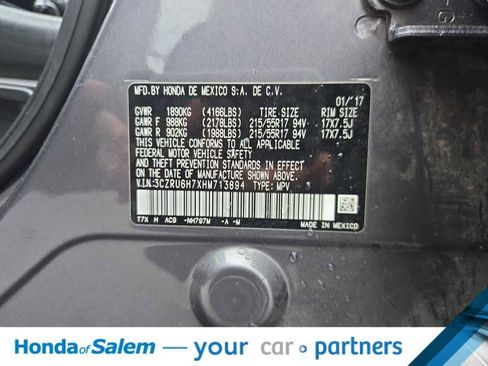 MFD.BY HONDA DE MEXICO S.A. DE C.V.
01/'17
GVWR 1890KG (4166LBS) TIRE SIZE RIM SIZE
GAWR F 988KG (2178LBS) 215/55R17 94V 17X7.5J
GAWR R 902KG (1988LBS) 215/55R17 94V 17X7.5J
THIS VEHICLE CONFORMS TO ALL APPLICABLE
FEDERAL MOTOR VEHICLE SAFETY, BUMPER,
AND THEFT PREVENTION STANDARDS IN EFFECT
ON THE DATE OF MANUFACTURE SHOWN ABOVE.
V.I.N:3CZRU6H7XHM713894 TYPE: MPV
T7X H AC9 -NH797M -A -M
MADE IN MEXICO
Honda of Salem — your car partners